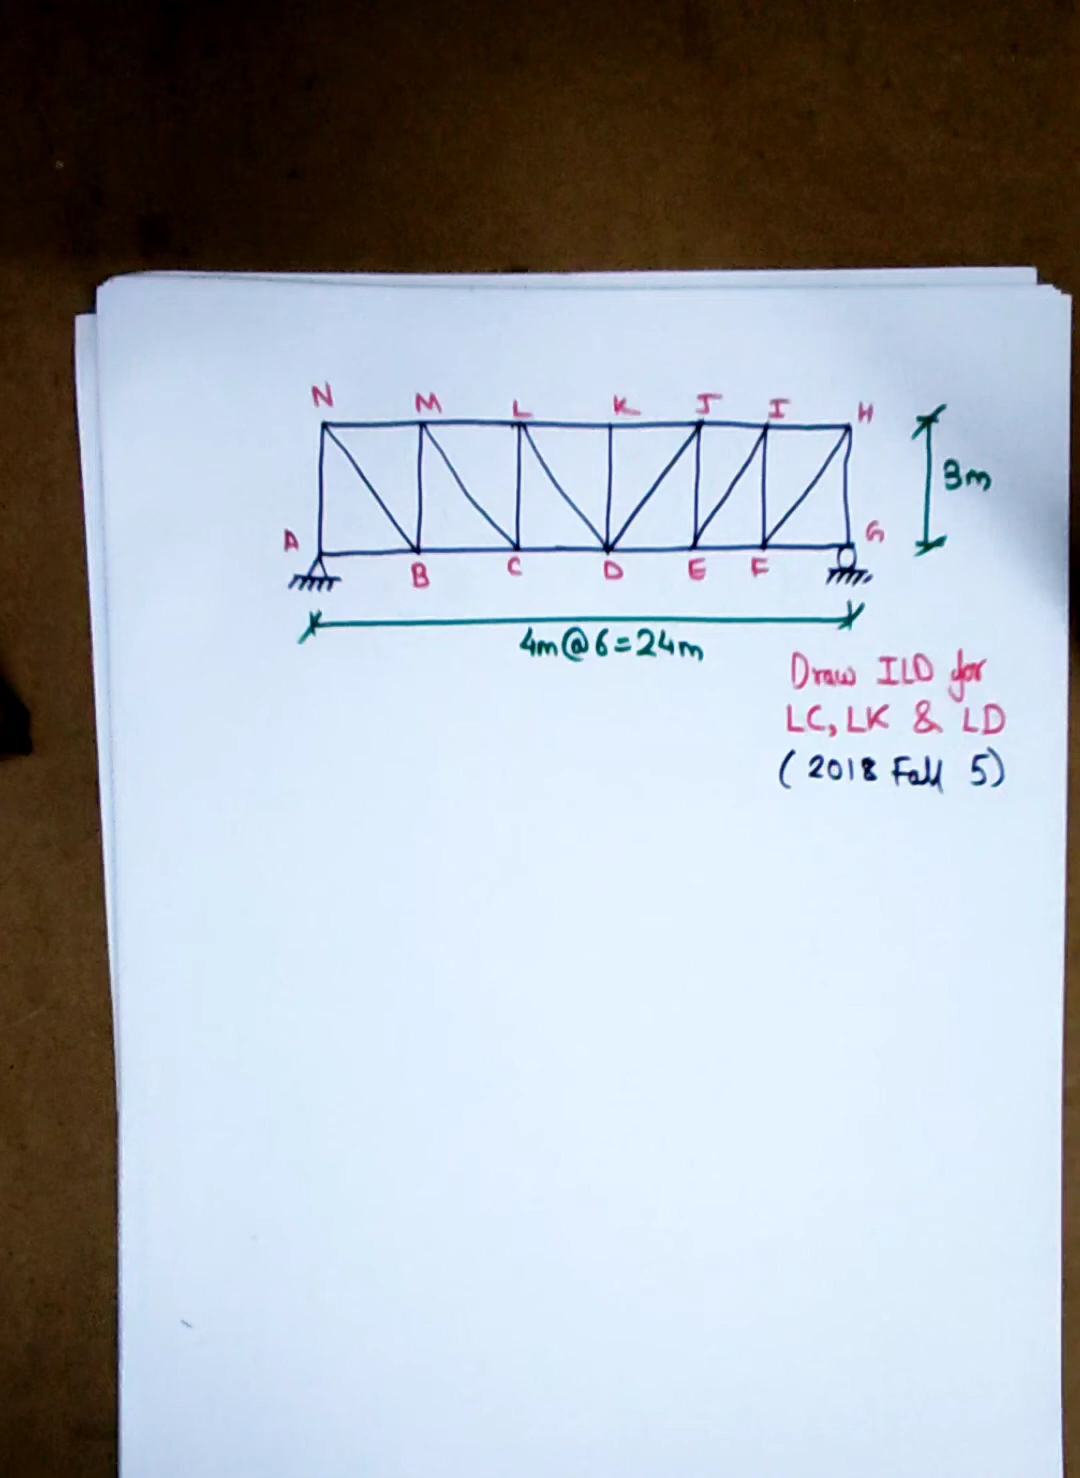 N M L K J I H
3m
A G
B C D E F
4m@6=24m
Draw ILD for
LC, LK & LD
(2018 Fall 5)